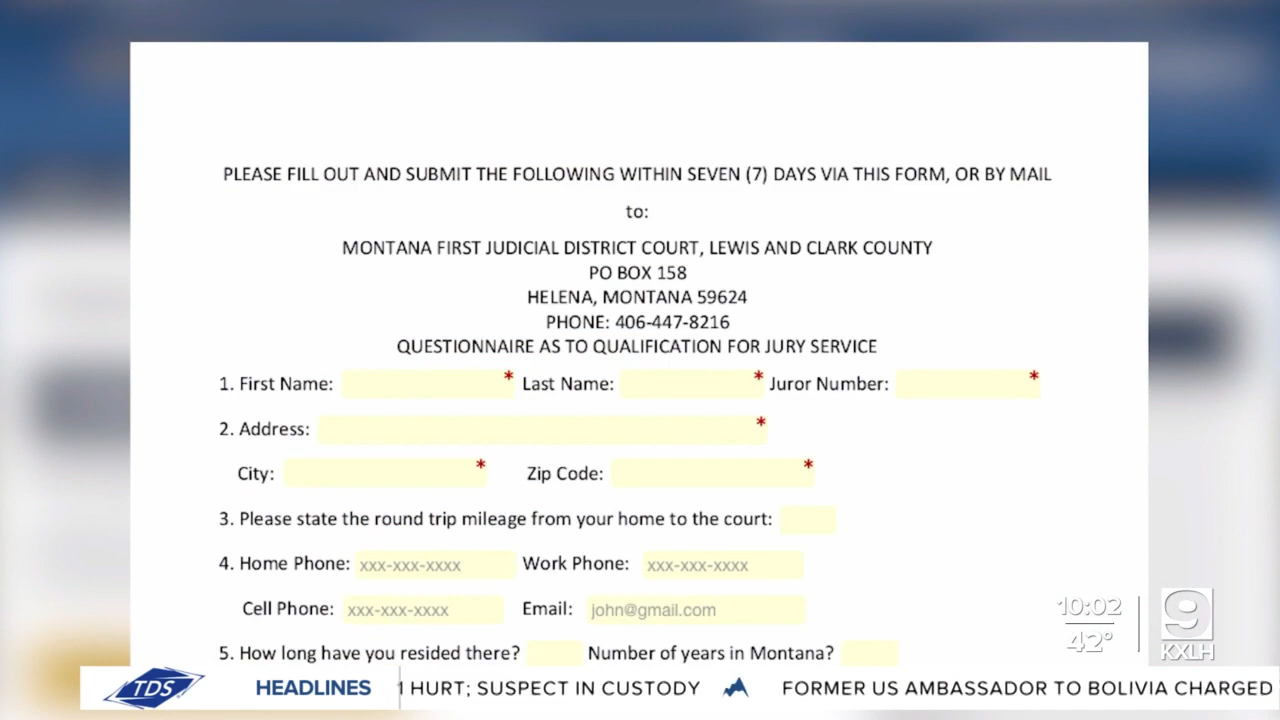 PLEASE FILL OUT AND SUBMIT THE FOLLOWING WITHIN SEVEN (7) DAYS VIA THIS FORM, OR BY MAIL
to:
MONTANA FIRST JUDICIAL DISTRICT COURT, LEWIS AND CLARK COUNTY
PO BOX 158
HELENA, MONTANA 59624
PHONE: 406-447-8216
QUESTIONNAIRE AS TO QUALIFICATION FOR JURY SERVICE
1. First Name: * Last Name: * Juror Number: *
2. Address: *
City: * Zip Code: *
3. Please state the round trip mileage from your home to the court:
4. Home Phone: xxx-xxx-xxxx Work Phone: xxx-xxx-xxxx
Cell Phone: xxx-xxx-xxxx Email: john@gmail.com
5. How long have you resided there? Number of years in Montana?
10:02
42°
9
KXLH
TDS HEADLINES 1 HURT; SUSPECT IN CUSTODY FORMER US AMBASSADOR TO BOLIVIA CHARGED